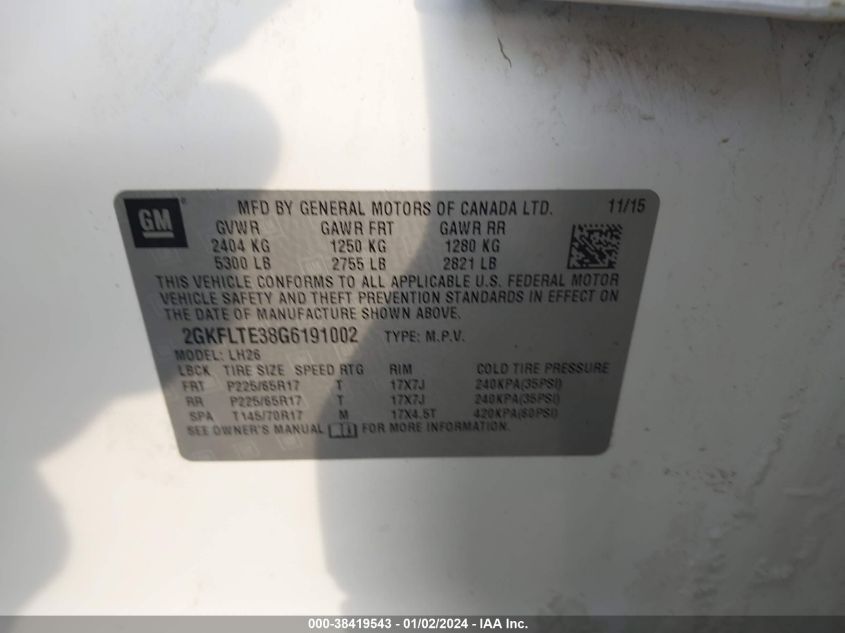 GM ® MFD BY GENERAL MOTORS OF CANADA LTD. 11/15
GVWR GAWR FRT GAWR RR
2404 KG 1250 KG 1280 KG
5300 LB 2755 LB 2821 LB
THIS VEHICLE CONFORMS TO ALL APPLICABLE U.S. FEDERAL MOTOR
VEHICLE SAFETY AND THEFT PREVENTION STANDARDS IN EFFECT ON
THE DATE OF MANUFACTURE SHOWN ABOVE.
2GKFLTE38G6191002 TYPE: M.P.V.
MODEL: LH26
LBCK TIRE SIZE SPEED RTG RIM COLD TIRE PRESSURE
FRT P225/65R17 T 17X7J 240KPA(35PSI)
RR P225/65R17 T 17X7J 240KPA(35PSI)
SPA T145/70R17 M 17X4.5T 420KPA(60PSI)
SEE OWNER'S MANUAL FOR MORE INFORMATION.
000-38419543 - 01/02/2024 - IAA, Inc.